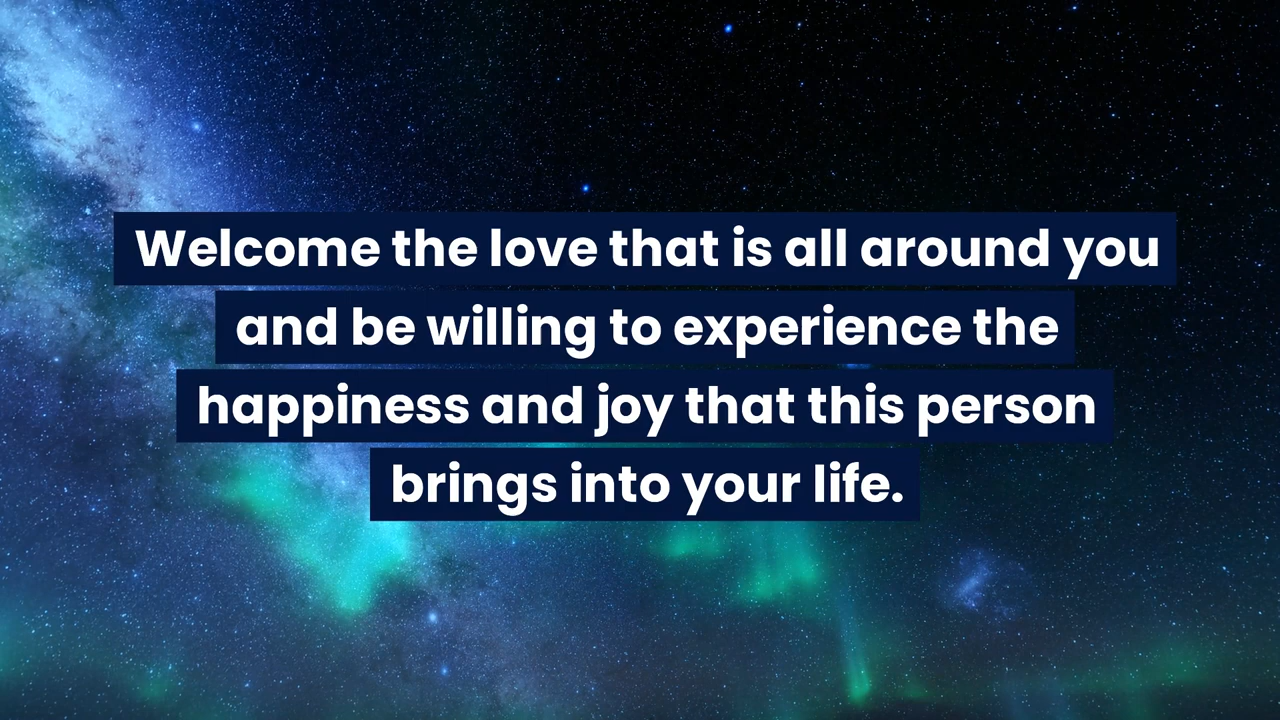 Welcome the love that is all around you
and be willing to experience the
happiness and joy that this person
brings into your life.